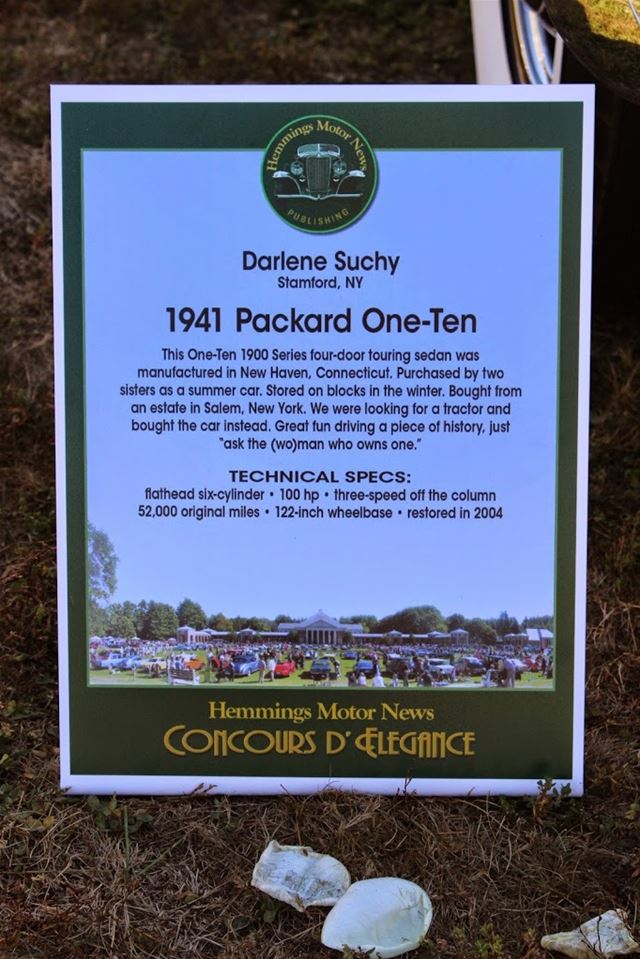 Hemmings Motor News
PUBLISHING
Darlene Suchy
Stamford, NY
1941 Packard One-Ten
This One-Ten 1900 Series four-door touring sedan was
manufactured in New Haven, Connecticut. Purchased by two
sisters as a summer car. Stored on blocks in the winter. Bought from
an estate in Salem, New York. We were looking for a tractor and
bought the car instead. Great fun driving a piece of history, just
"ask the (wo)man who owns one."
TECHNICAL SPECS:
flathead six-cylinder • 100 hp • three-speed off the column
52,000 original miles • 122-inch wheelbase • restored in 2004
Hemmings Motor News
CONCOURS D'ELEGANCE